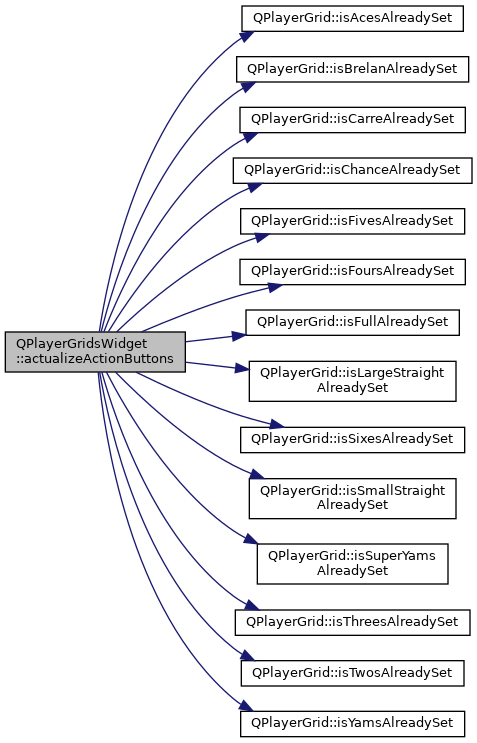 QPlayerGridsWidget
::actualizeActionButtons
QPlayerGrid::isAcesAlreadySet
QPlayerGrid::isBrelanAlreadySet
QPlayerGrid::isCarreAlreadySet
QPlayerGrid::isChanceAlreadySet
QPlayerGrid::isFivesAlreadySet
QPlayerGrid::isFoursAlreadySet
QPlayerGrid::isFullAlreadySet
QPlayerGrid::isLargeStraight
AlreadySet
QPlayerGrid::isSixesAlreadySet
QPlayerGrid::isSmallStraight
AlreadySet
QPlayerGrid::isSuperYams
AlreadySet
QPlayerGrid::isThreesAlreadySet
QPlayerGrid::isTwosAlreadySet
QPlayerGrid::isYamsAlreadySet